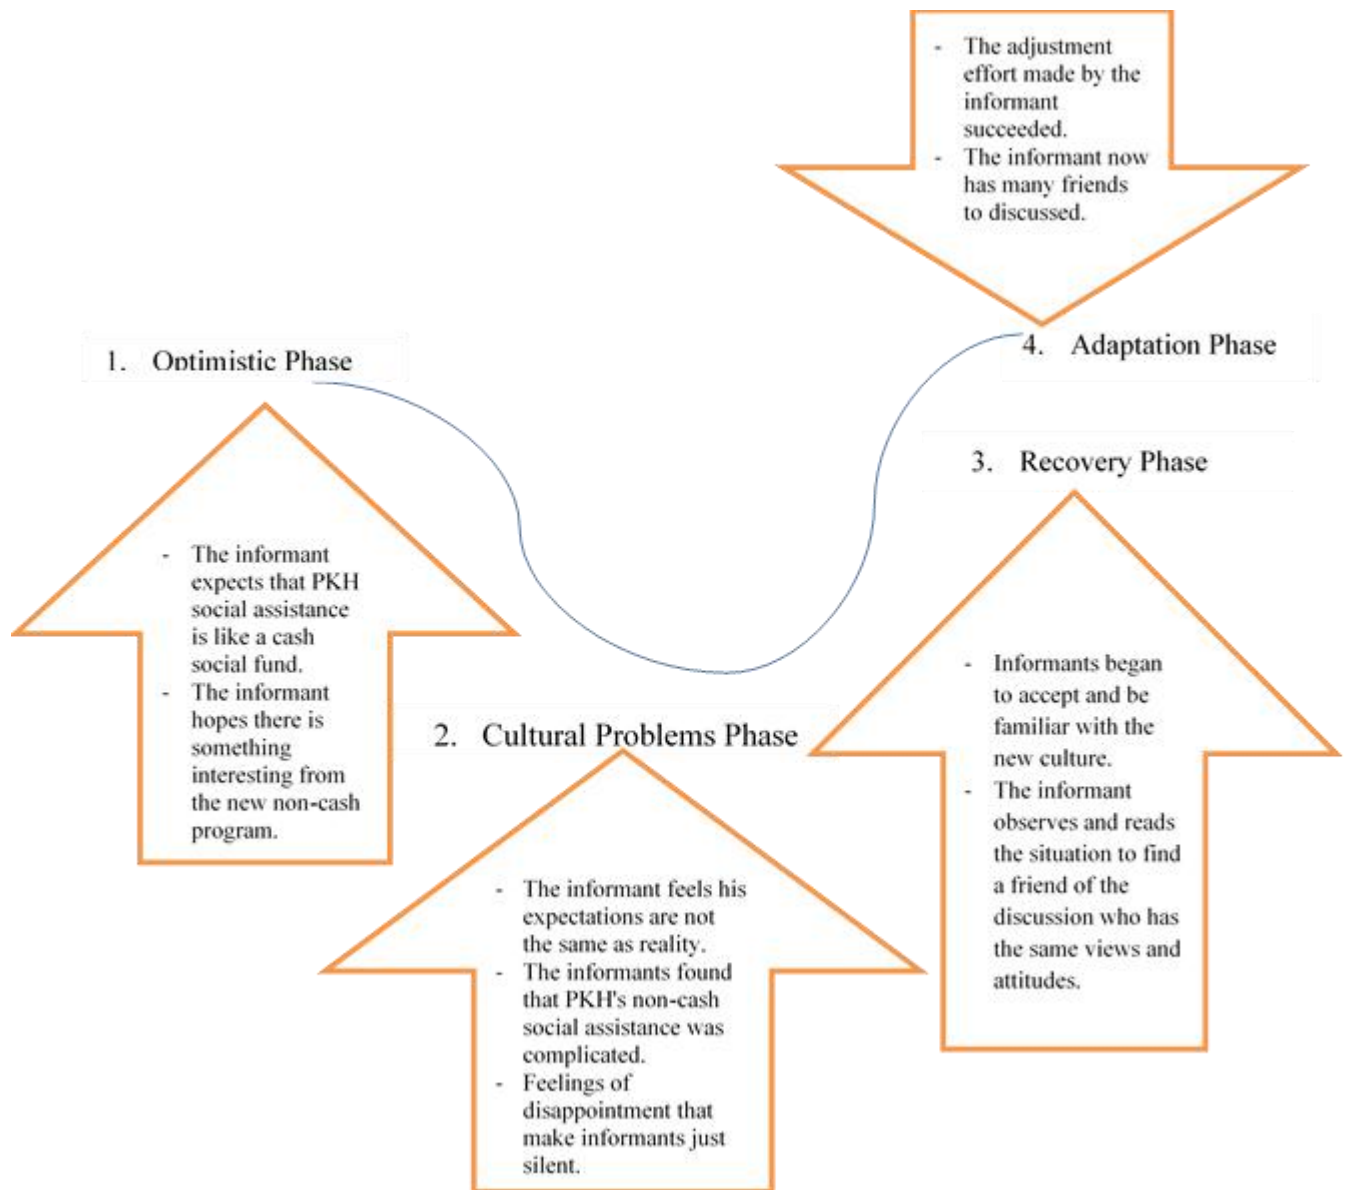 1. Optimistic Phase
- The informant
expects that PKH
social assistance
is like a cash
social fund.
- The informant
hopes there is
something
interesting from
the new non-cash
program.
2. Cultural Problems Phase
- The informant feels his
expectations are not
the same as reality.
- The informants found
that PKH's non-cash
social assistance was
complicated.
- Feelings of
disappointment that
make informants just
silent.
3. Recovery Phase
- Informants began
to accept and be
familiar with the
new culture.
- The informant
observes and reads
the situation to find
a friend of the
discussion who has
the same views and
attitudes.
4. Adaptation Phase
- The adjustment
effort made by the
informant
succeeded.
- The informant now
has many friends
to discussed.